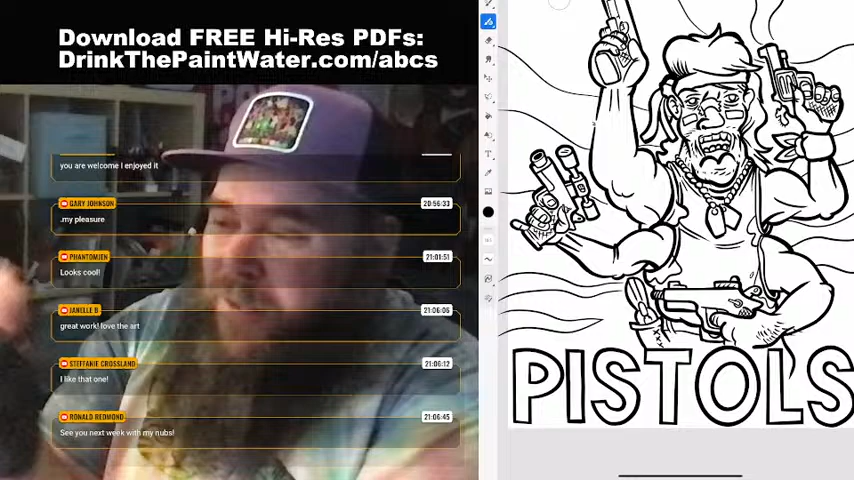 Download FREE Hi-Res PDFs:
DrinkThePaintWater.com/abcs
you are welcome I enjoyed it
GARY JOHNSON
20:56:33
.my pleasure
PHANTOMJEN
21:01:51
Looks cool!
JANELLE B
21:06:06
great work! love the art
STEFFANIE CROSSLAND
21:06:12
I like that one!
RONALD REDMOND
21:06:45
See you next week with my nubs!
PISTOLS